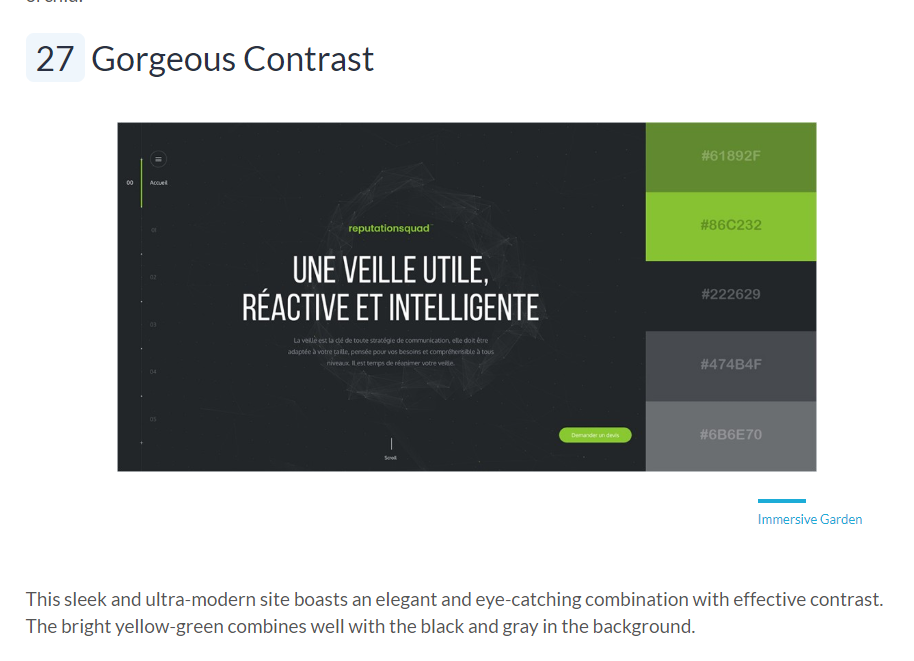 27 Gorgeous Contrast
00 Accueil
01
02
03
04
05
reputationsquad
UNE VEILLE UTILE,
RÉACTIVE ET INTELLIGENTE
La veille est la clé de toute stratégie de communication, elle doit être
adaptée à votre taille, pensée pour vos besoins et compréhensible à tous
niveaux. Il est temps de réanimer votre veille.
Demander un devis
Scroll
#61892F
#86C232
#222629
#474B4F
#6B6E70
Immersive Garden
This sleek and ultra-modern site boasts an elegant and eye-catching combination with effective contrast.
The bright yellow-green combines well with the black and gray in the background.